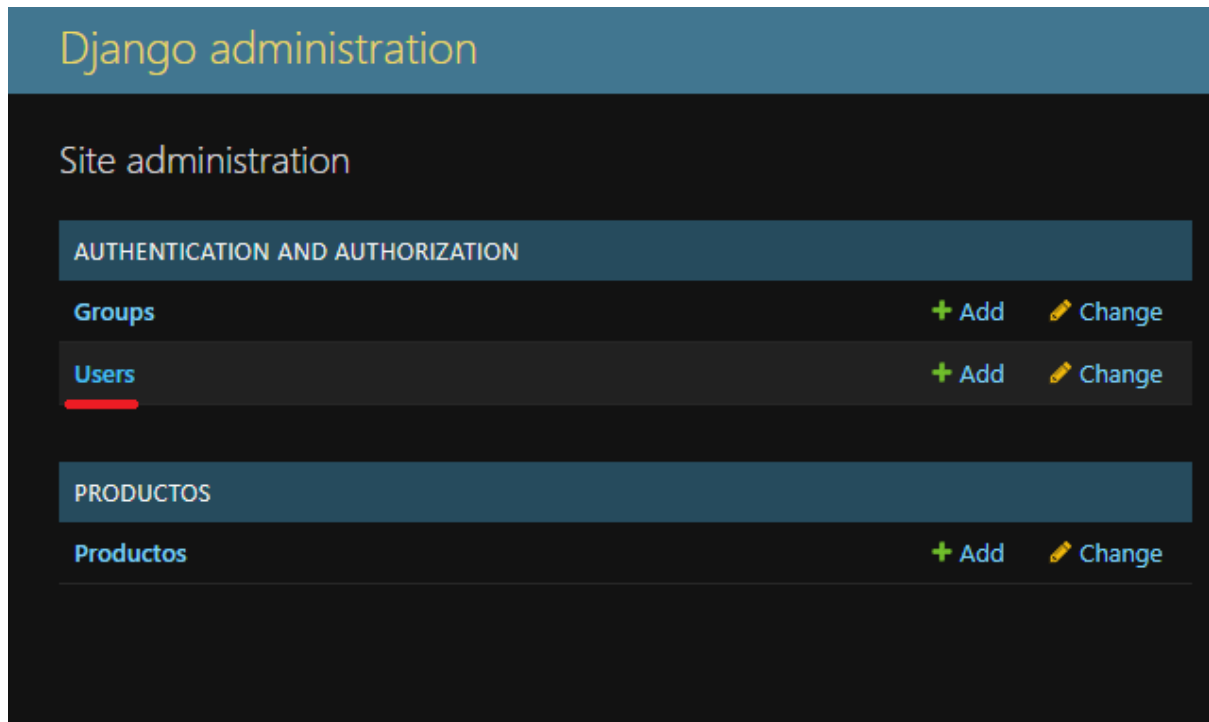 Django administration
Site administration
AUTHENTICATION AND AUTHORIZATION
Groups Add Change
Users Add Change
PRODUCTOS
Productos Add Change